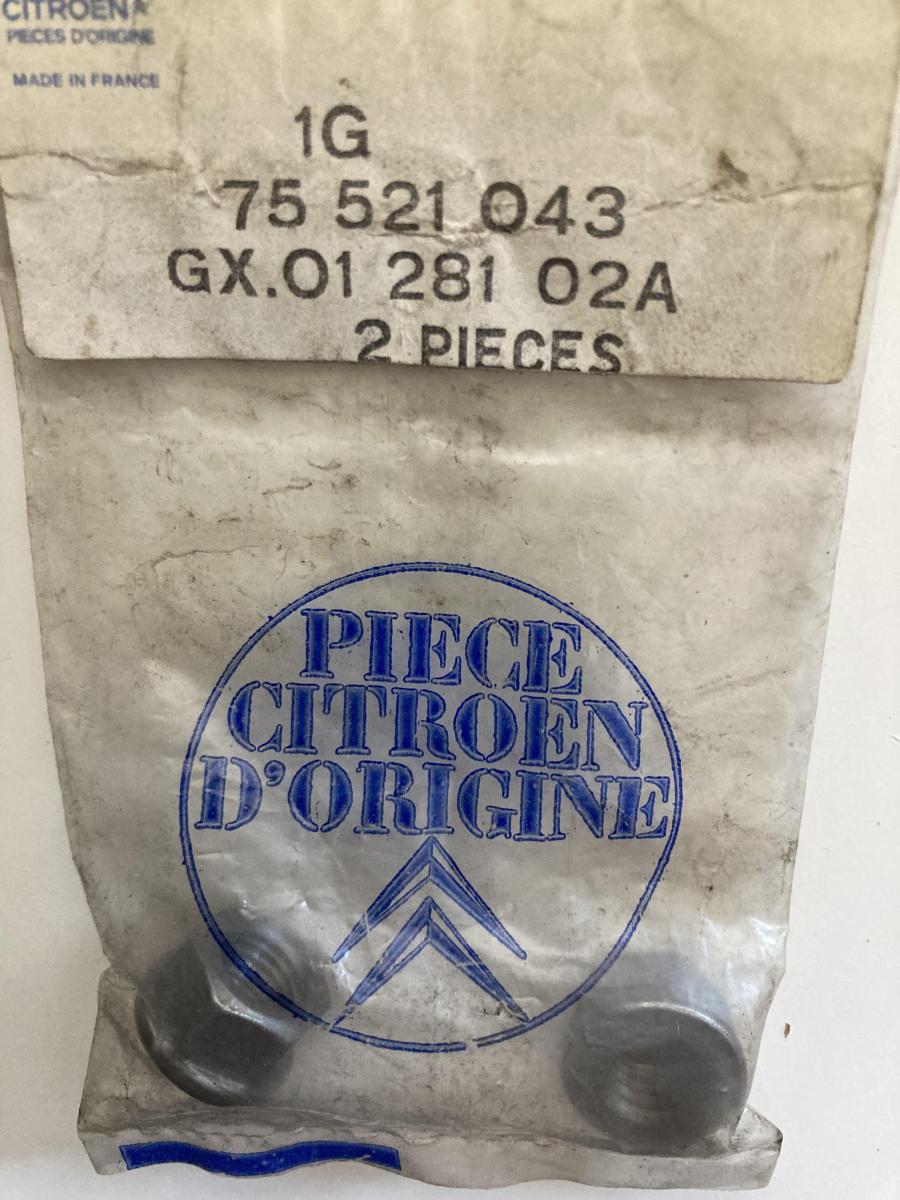 CITROEN
PIECES D'ORIGINE
MADE IN FRANCE
1G
75 521 043
GX.01 281 02A
2 PIECES
PIECE
CITROEN
D'ORIGINE